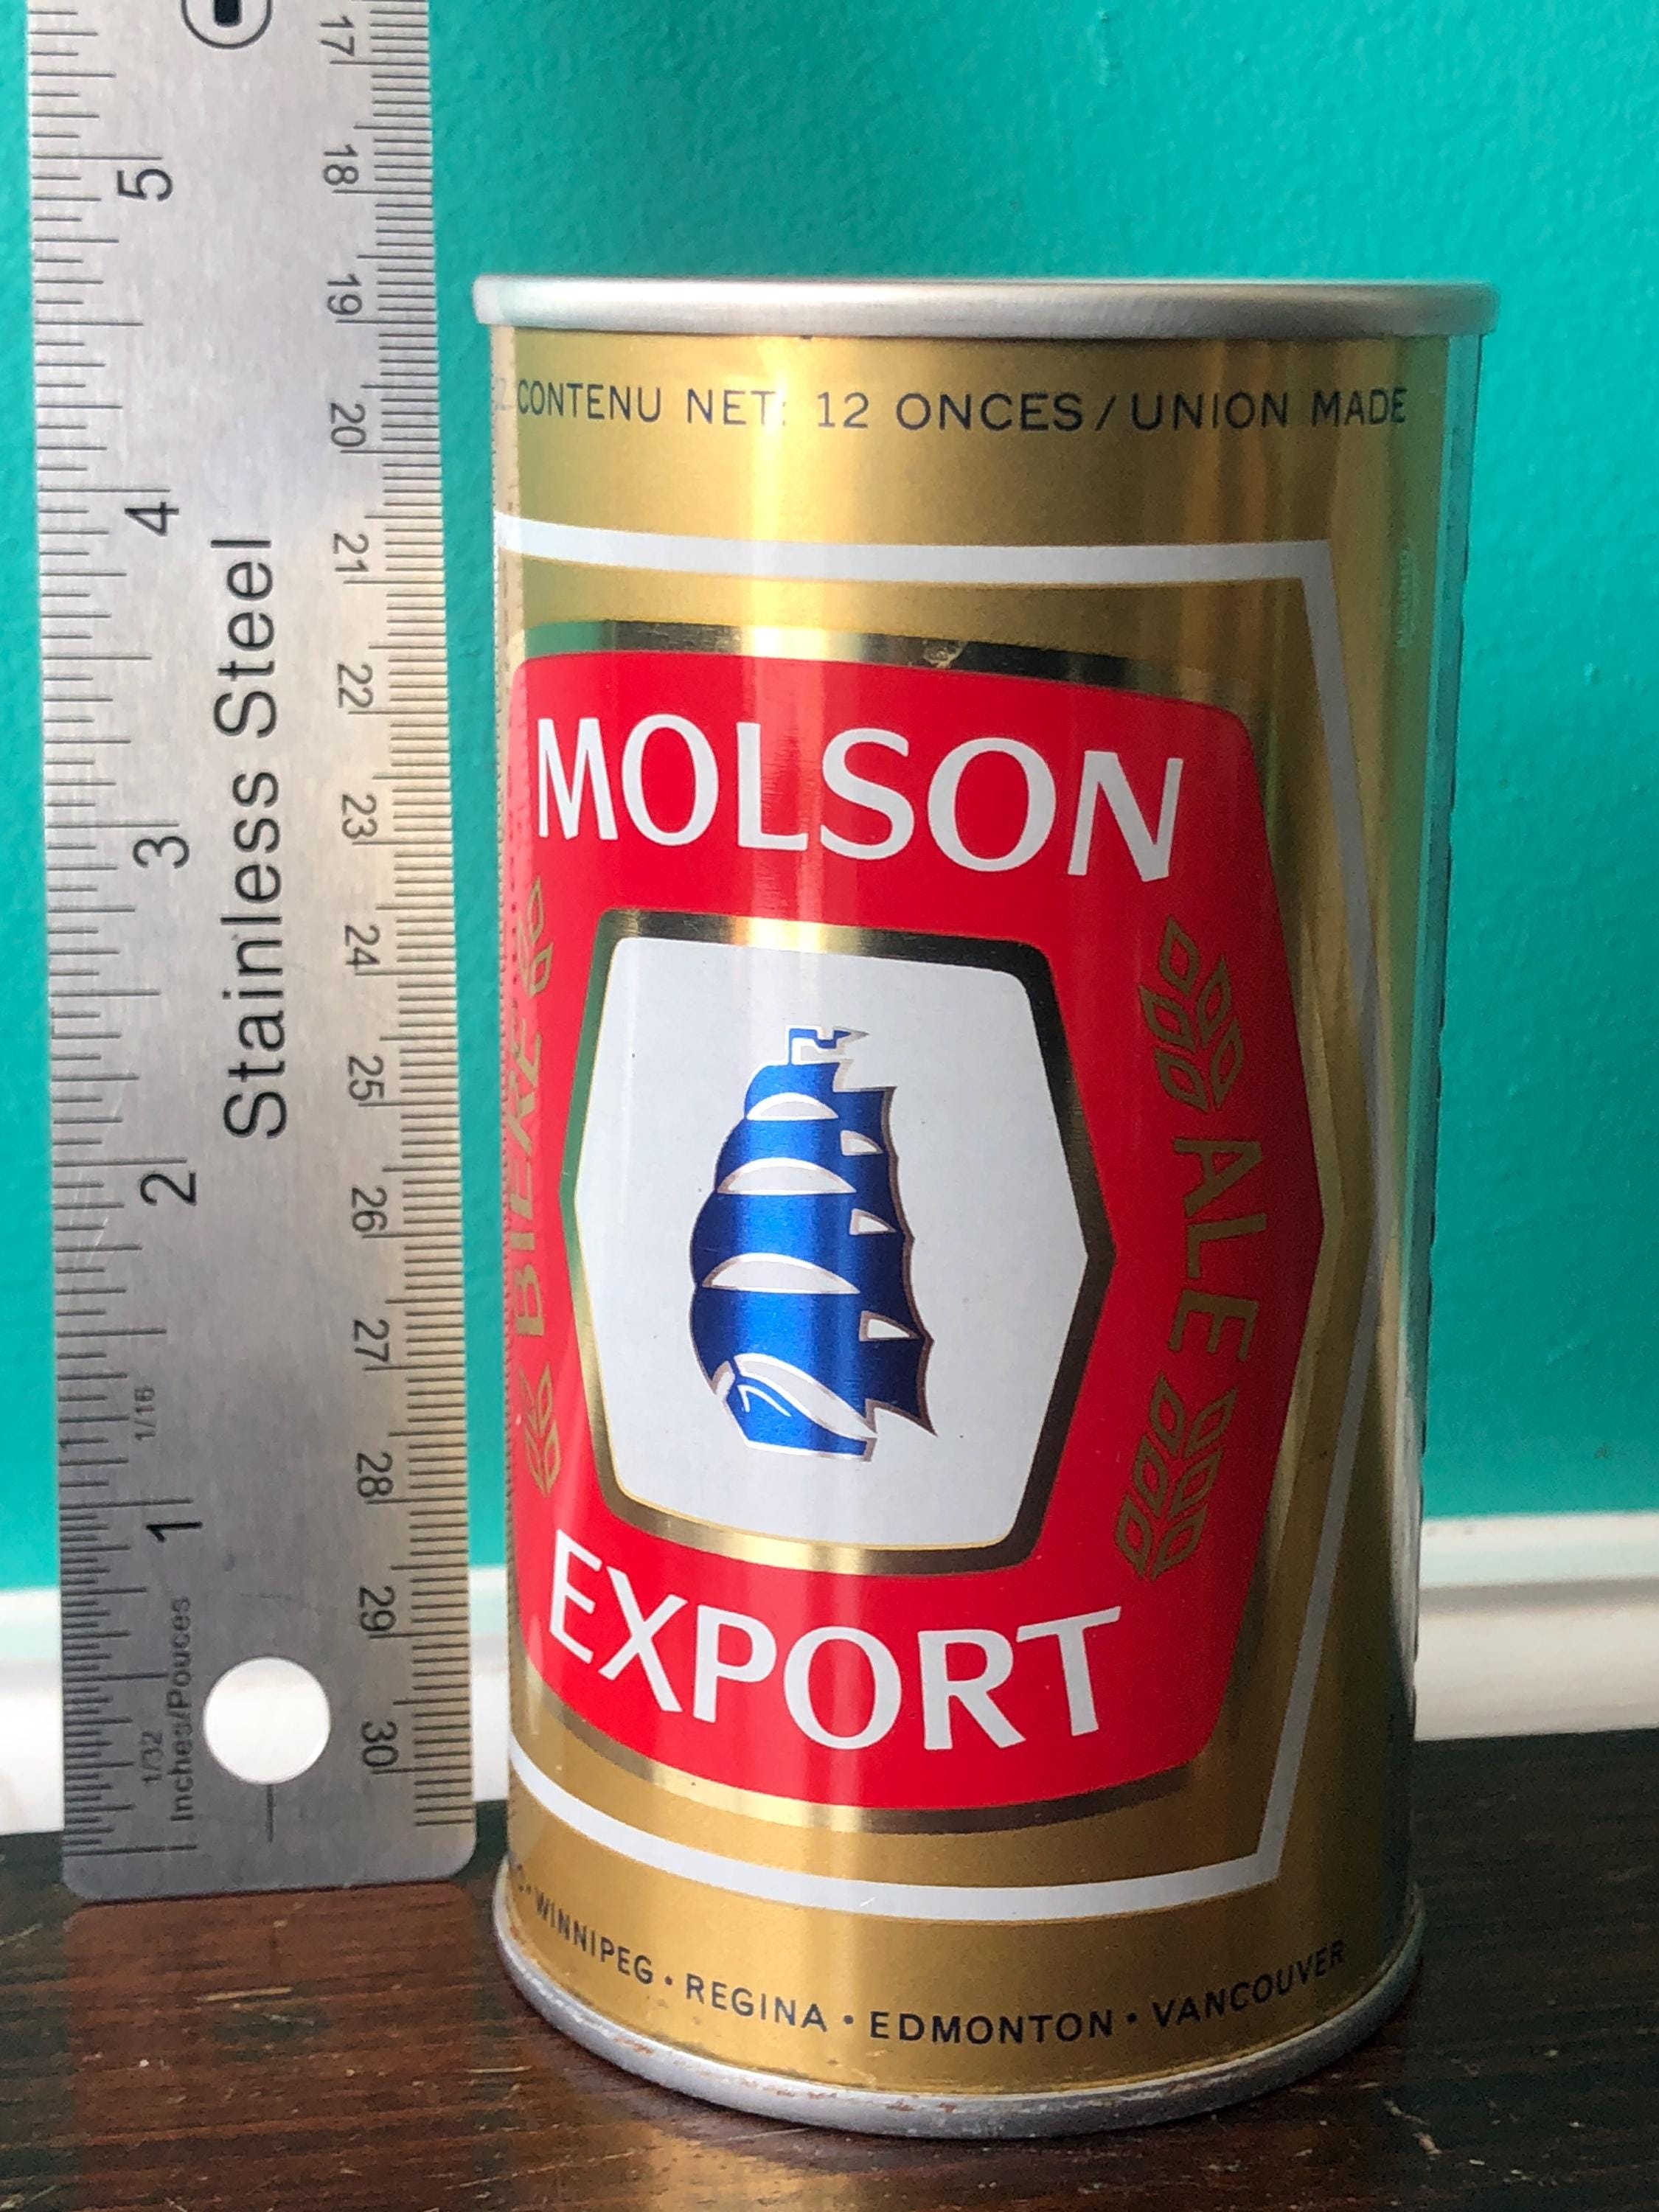 5
4
3
2
1
Stainless Steel
1/16
1/32
Inches/Pouces
17
18
19
20
21
22
23
24
25
26
27
28
29
30
CONTENU NET: 12 ONCES / UNION MADE
MOLSON
BIÈRE
ALE
EXPORT
WINNIPEG • REGINA • EDMONTON • VANCOUVER